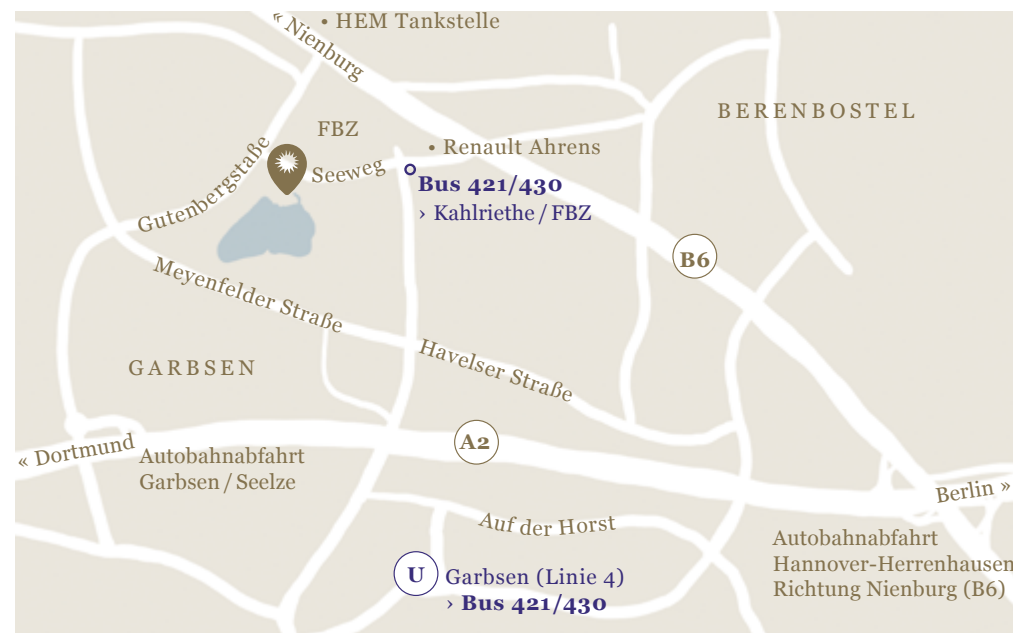 • HEM Tankstelle
« Nienburg
BERENBOSTEL
FBZ
Gutenbergstaße
Seeweg
• Renault Ahrens
Bus 421/430
› Kahlriethe / FBZ
B6
Meyenfelder Straße
GARBSEN
Havelser Straße
« Dortmund
A2
Autobahnabfahrt
Garbsen / Seelze
Berlin »
Auf der Horst
Autobahnabfahrt
Hannover-Herrenhausen
Richtung Nienburg (B6)
U
Garbsen (Linie 4)
› Bus 421/430